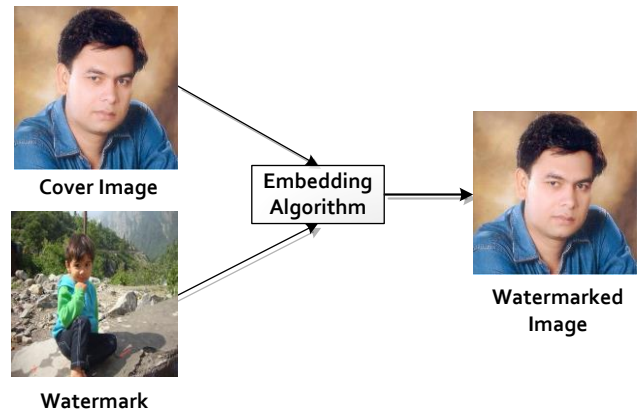 Cover Image
Embedding
Algorithm
Watermarked
Image
Watermark